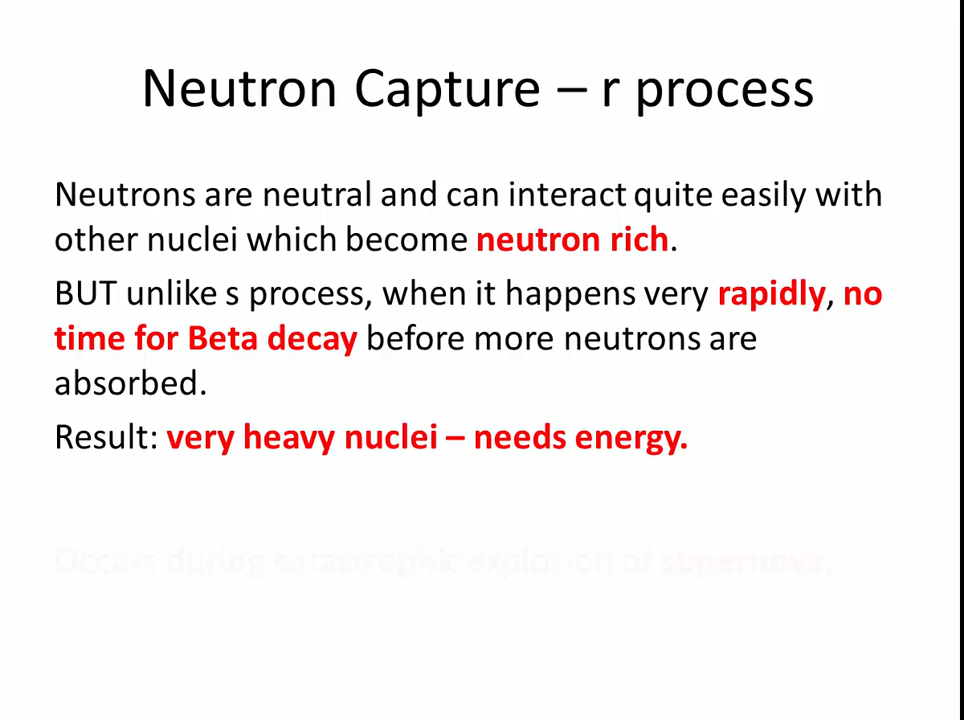 Neutron Capture – r process
Neutrons are neutral and can interact quite easily with
other nuclei which become neutron rich.
BUT unlike s process, when it happens very rapidly, no
time for Beta decay before more neutrons are
absorbed.
Result: very heavy nuclei – needs energy.
Occurs during catastrophic explosion of supernova.